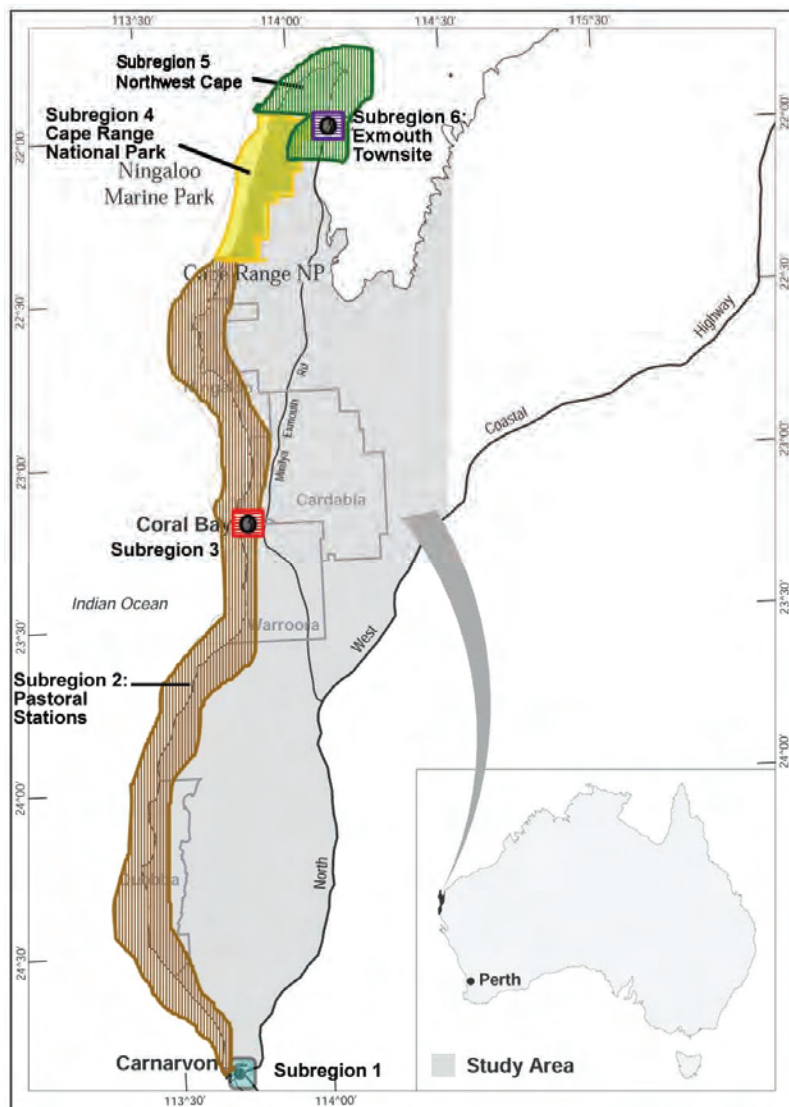 113°30'
114°00'
114°30'
115°30'
Subregion 5
Northwest Cape
Subregion 4
Cape Range
National Park
Subregion 6:
Exmouth
Townsite
Ningaloo
Marine Park
22°00'
22°00'
Cape Range NP
22°30'
22°30'
Highway
Coastal
Rd
Exmouth
Minilya
23°00'
23°00'
Cardabia
Coral Bay
Subregion 3
Indian Ocean
Warroora
West
23°30'
23°30'
Subregion 2:
Pastoral
Stations
24°00'
24°00'
North
24°30'
Perth
Study Area
Carnarvon
Subregion 1
113°30'
114°00'